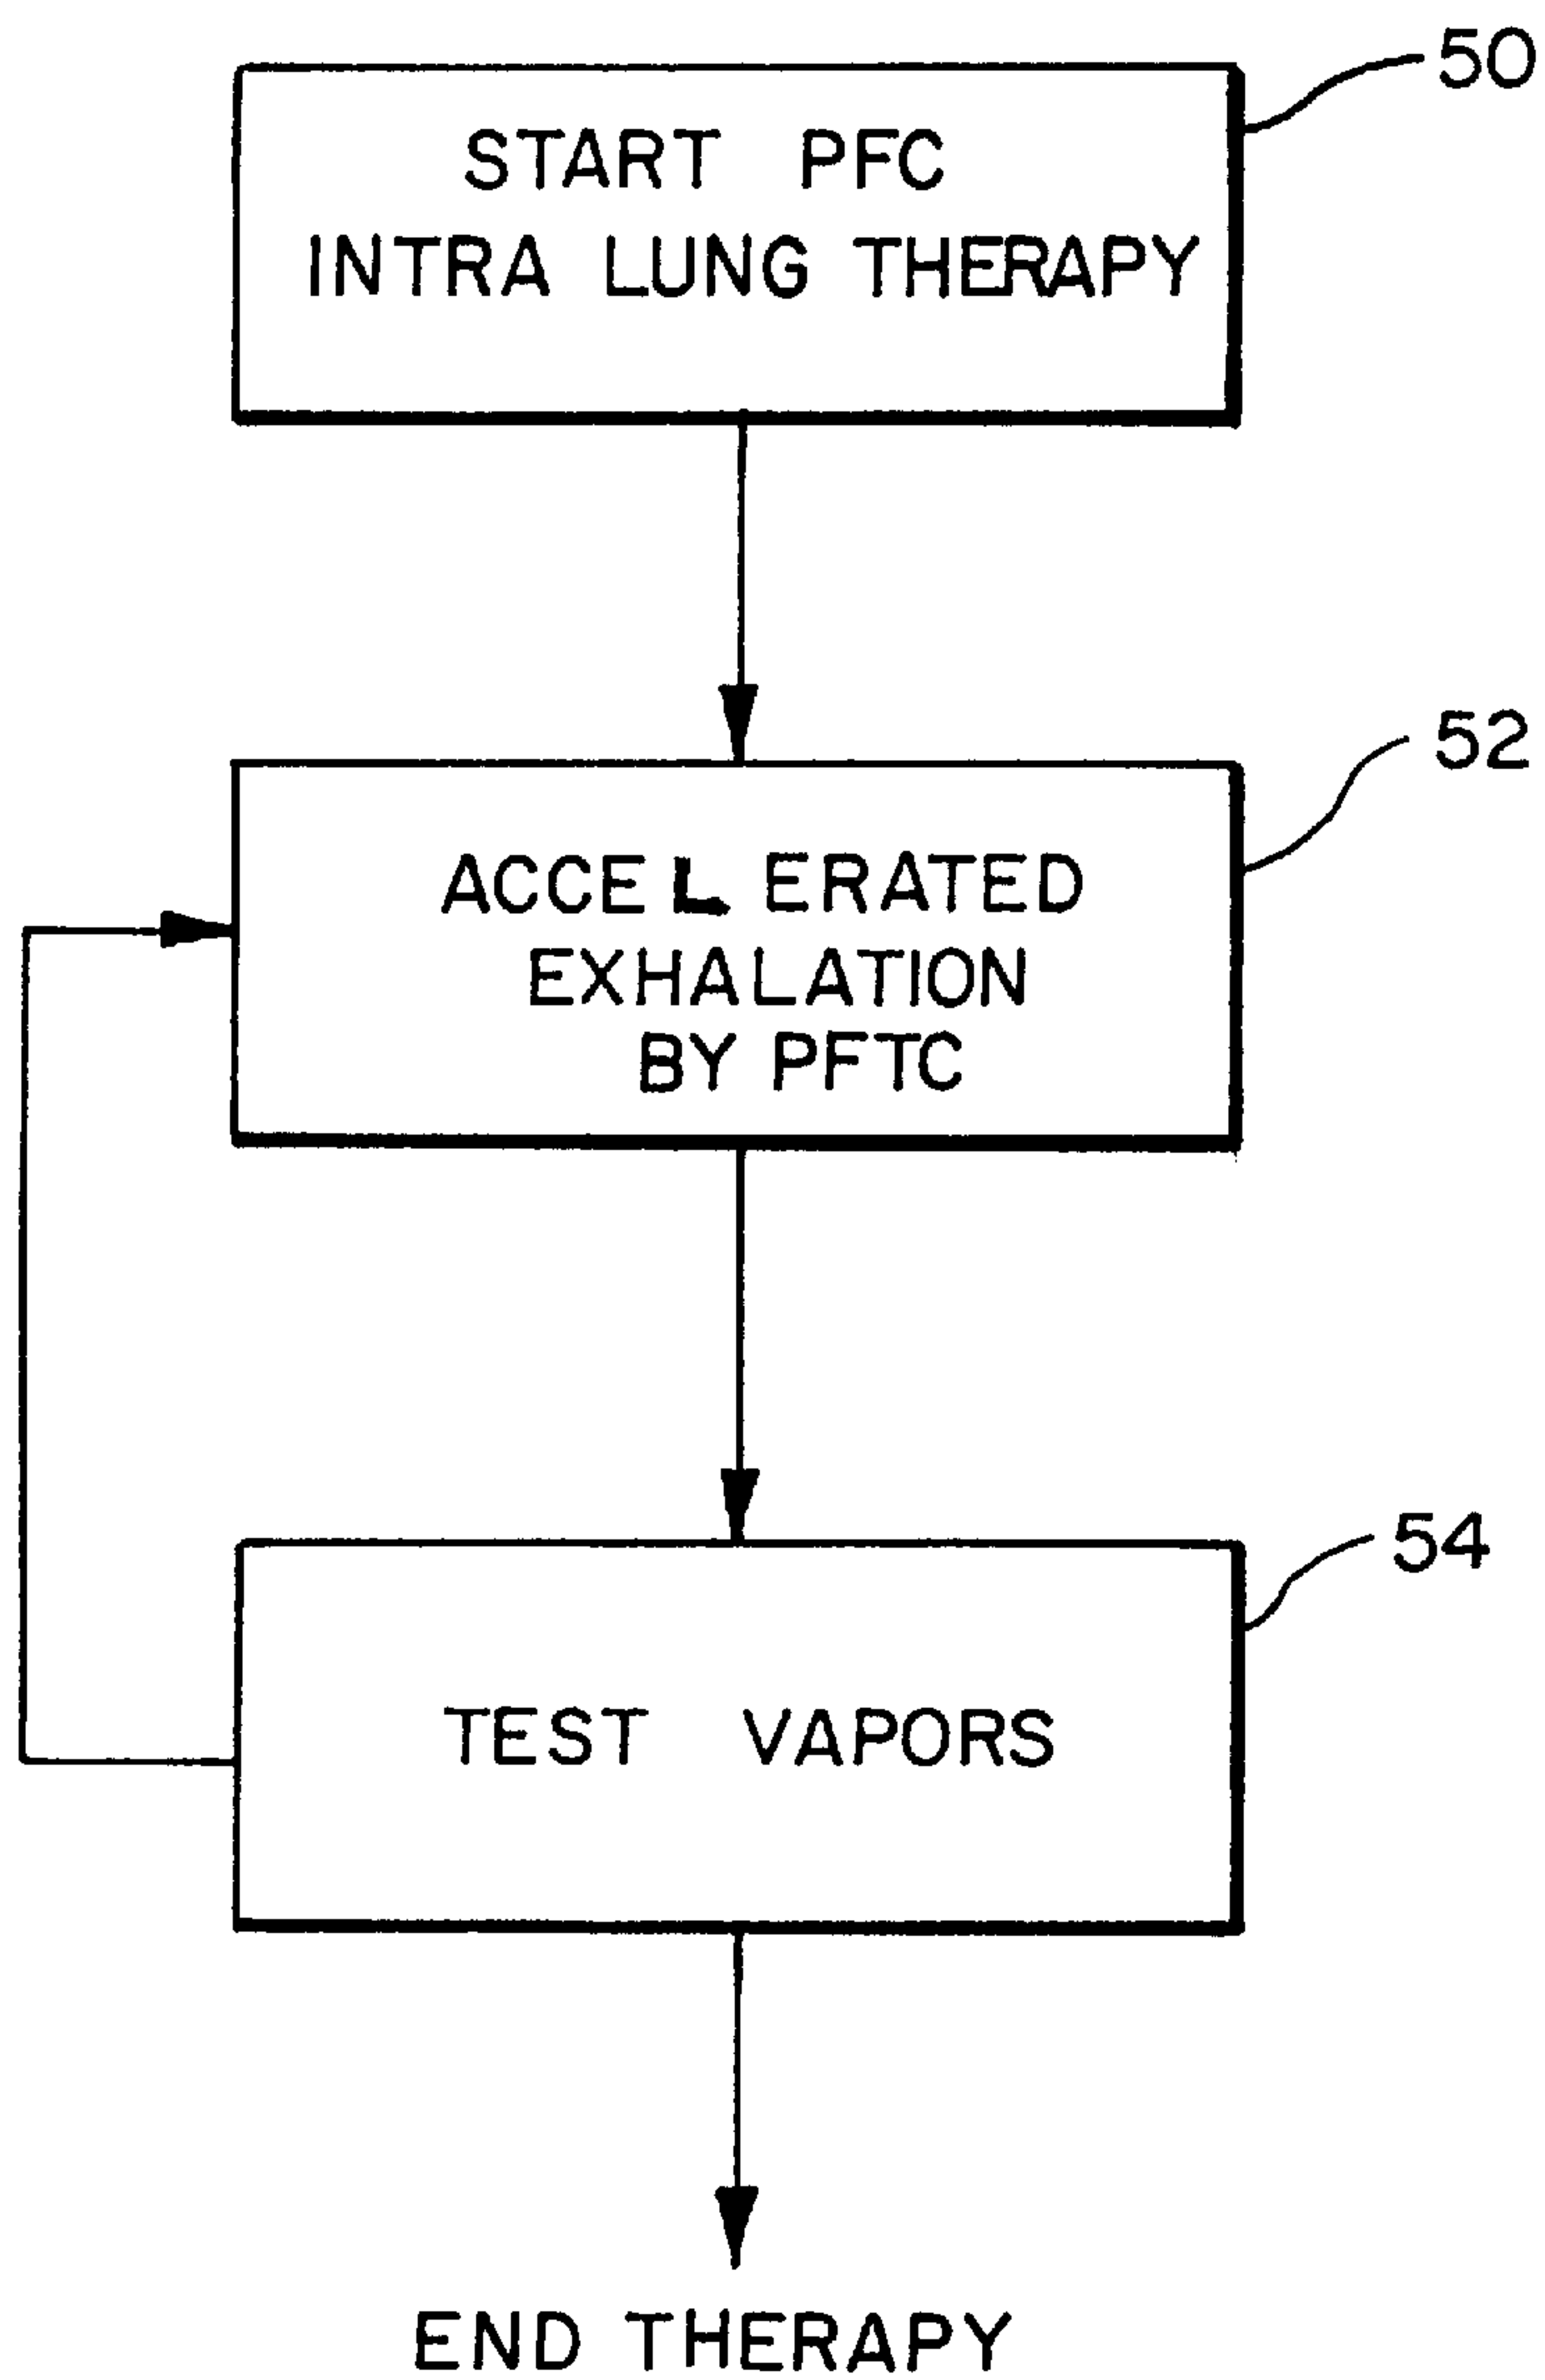 50
START PFC
INTRA LUNG THERAPY
52
ACCELERATED
EXHALATION
BY PFTC
54
TEST VAPORS
END THERAPY